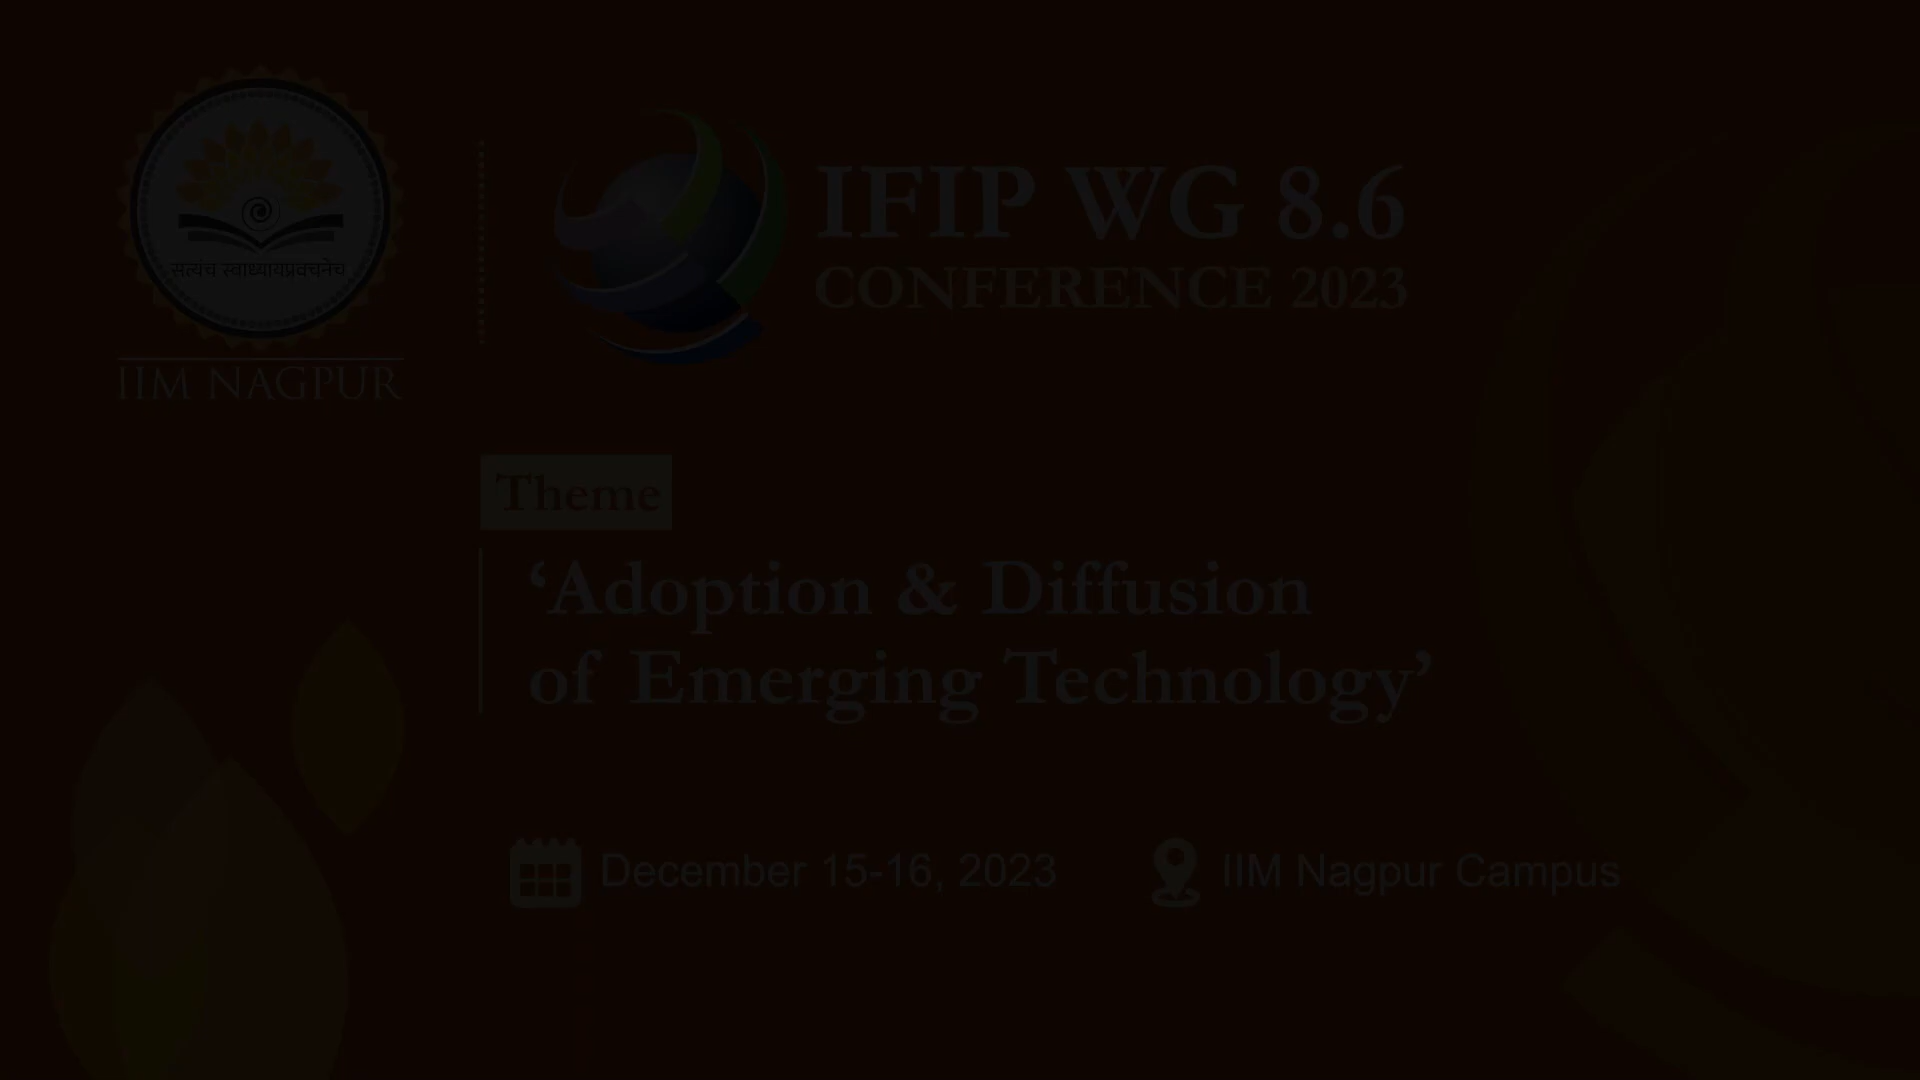 सत्यंच स्वाध्यायप्रवचनेच
IIM NAGPUR
IFIP WG 8.6
CONFERENCE 2023
Theme
‘Adoption & Diffusion
of Emerging Technology’
December 15-16, 2023
IIM Nagpur Campus